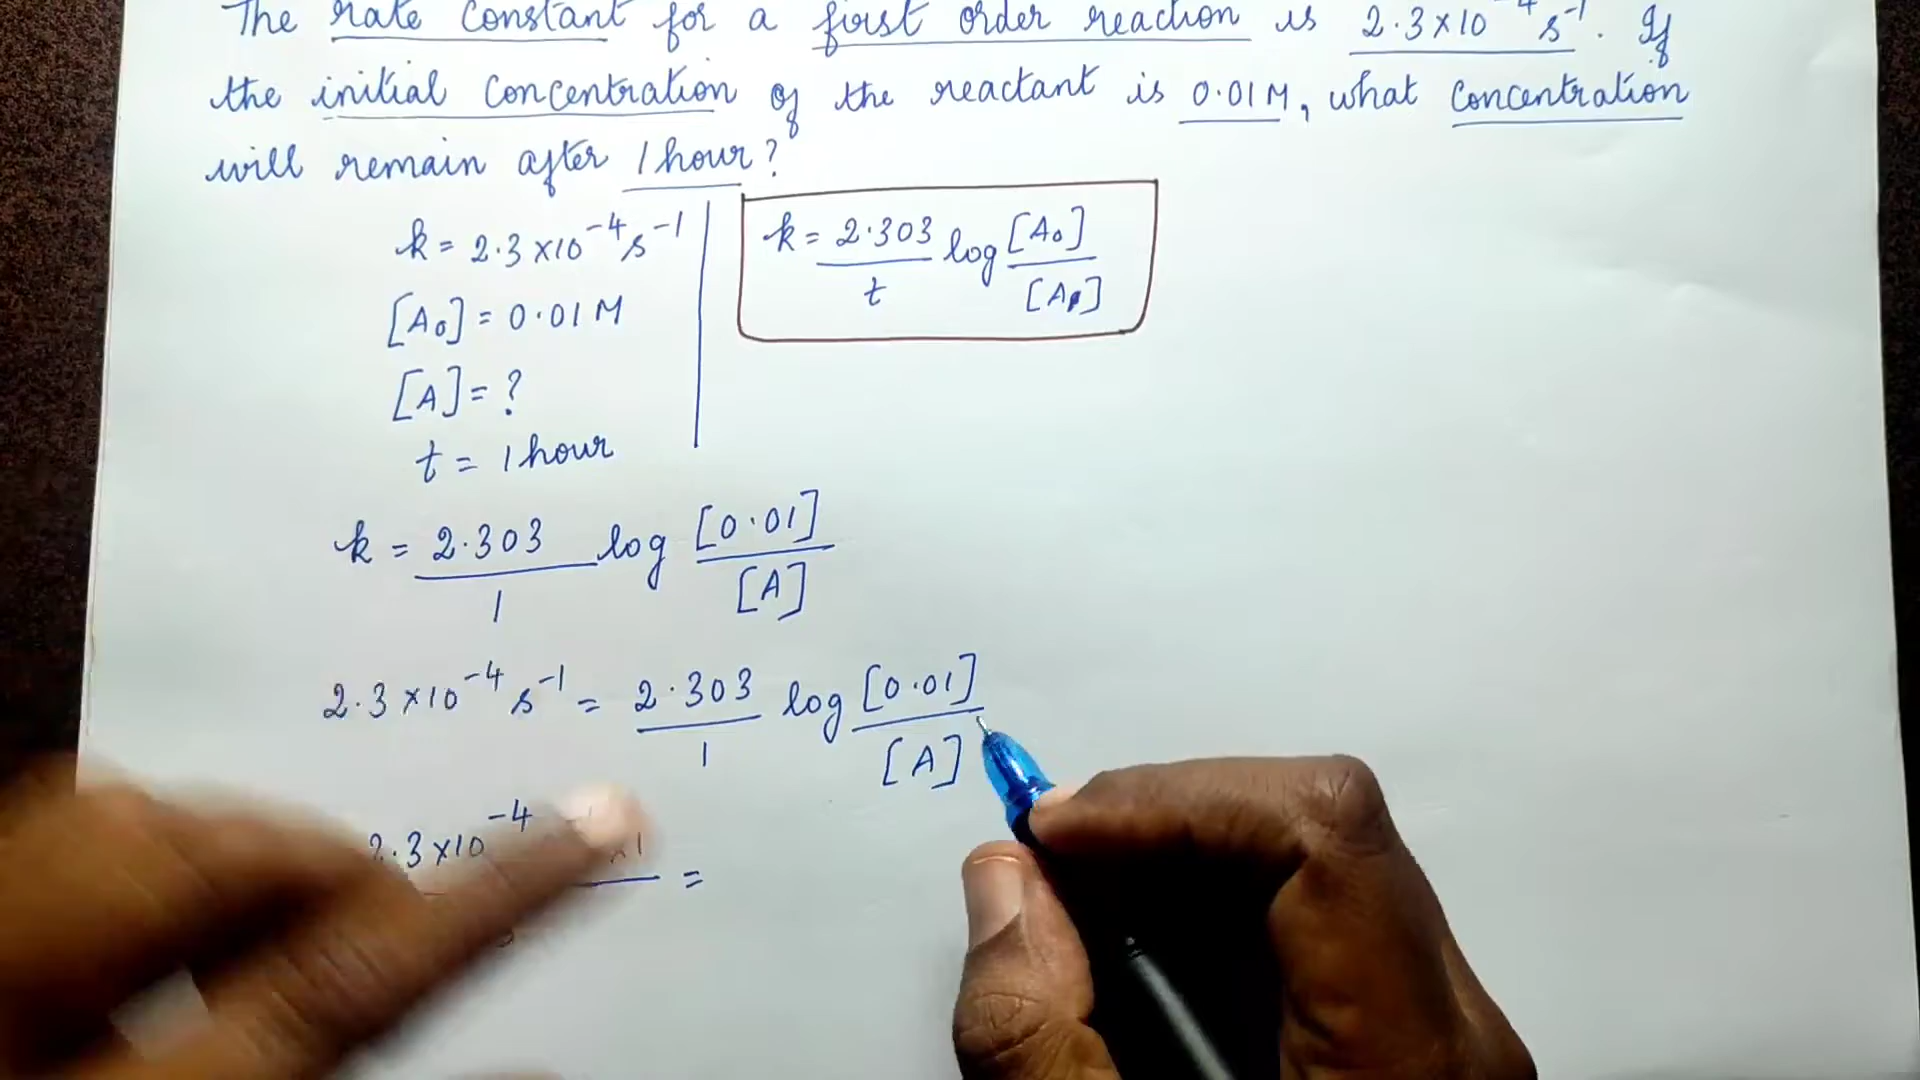 The rate constant for a first order reaction is 2.3×10⁻⁴ s⁻¹. If
the initial concentration of the reactant is 0.01M, what concentration
will remain after 1 hour?
k = 2.3×10⁻⁴ s⁻¹
[A₀] = 0.01 M
[A] = ?
t = 1 hour
k = 2.303/t log [A₀]/[A]
k = 2.303/1 log [0.01]/[A]
2.3×10⁻⁴ s⁻¹ = 2.303/1 log [0.01]/[A]
2.3×10⁻⁴ ×1 =